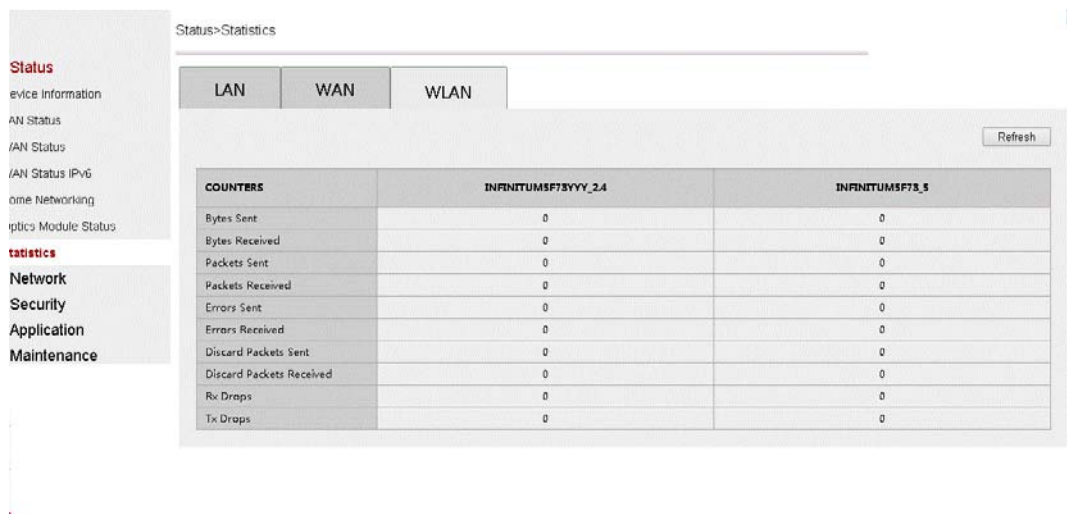 Status>Statistics
Status
evice Information
AN Status
/AN Status
/AN Status IPv6
ome Networking
ptics Module Status
tatistics
Network
Security
Application
Maintenance
LAN WAN WLAN
Refresh
COUNTERS INFINITUM5F73YYY_2.4 INFINITUM5F73_5
Bytes Sent 0 0
Bytes Received 0 0
Packets Sent 0 0
Packets Received 0 0
Errors Sent 0 0
Errors Received 0 0
Discard Packets Sent 0 0
Discard Packets Received 0 0
Rx Drops 0 0
Tx Drops 0 0